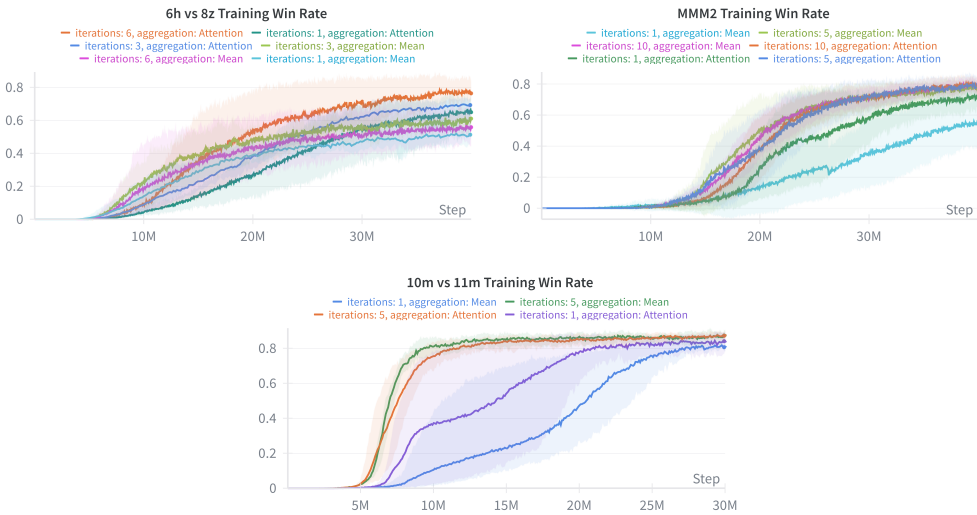 6h vs 8z Training Win Rate
iterations: 6, aggregation: Attention iterations: 1, aggregation: Attention
iterations: 3, aggregation: Attention iterations: 3, aggregation: Mean
iterations: 6, aggregation: Mean iterations: 1, aggregation: Mean
0.8
0.6
0.4
0.2
0
Step
10M 20M 30M
MMM2 Training Win Rate
iterations: 1, aggregation: Mean iterations: 5, aggregation: Mean
iterations: 10, aggregation: Mean iterations: 10, aggregation: Attention
iterations: 1, aggregation: Attention iterations: 5, aggregation: Attention
0.8
0.6
0.4
0.2
0
Step
10M 20M 30M
10m vs 11m Training Win Rate
iterations: 1, aggregation: Mean iterations: 5, aggregation: Mean
iterations: 5, aggregation: Attention iterations: 1, aggregation: Attention
0.8
0.6
0.4
0.2
0
Step
5M 10M 15M 20M 25M 30M